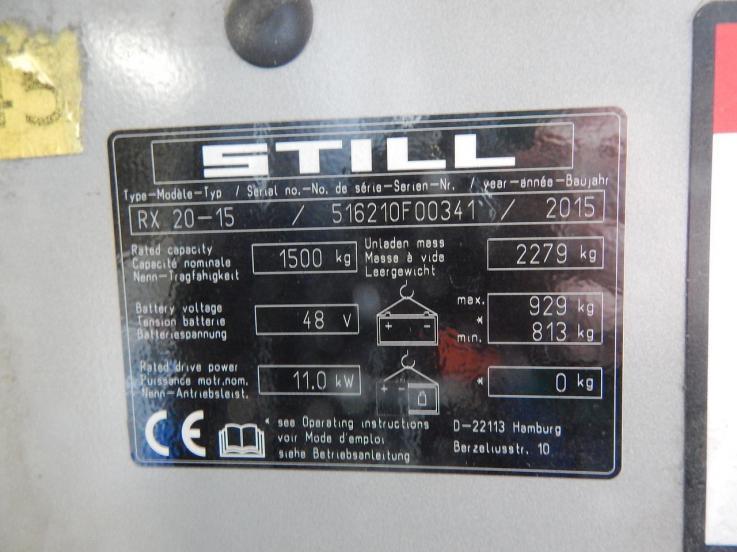 43
STILL
Type-Modèle-Typ / Serial no.-No. de série-Serien-Nr. / year-année-Baujahr
RX 20-15 / 516210F00341 / 2015
Rated capacity
Capacité nominale
Nenn-Tragfähigkeit
1500 kg
Unladen mass
Masse à vide
Leergewicht
2279 kg
Battery voltage
Tension batterie
Batteriespannung
48 V
+ -
max. 929 kg
*
min. 813 kg
Rated drive power
Puissance motr.nom.
Nenn-Antriebsleist.
11.0 kW
+ -
* 0 kg
CE
* see Operating instructions
voir Mode d'emploi
siehe Betriebsanleitung
D-22113 Hamburg
Berzeliusstr. 10